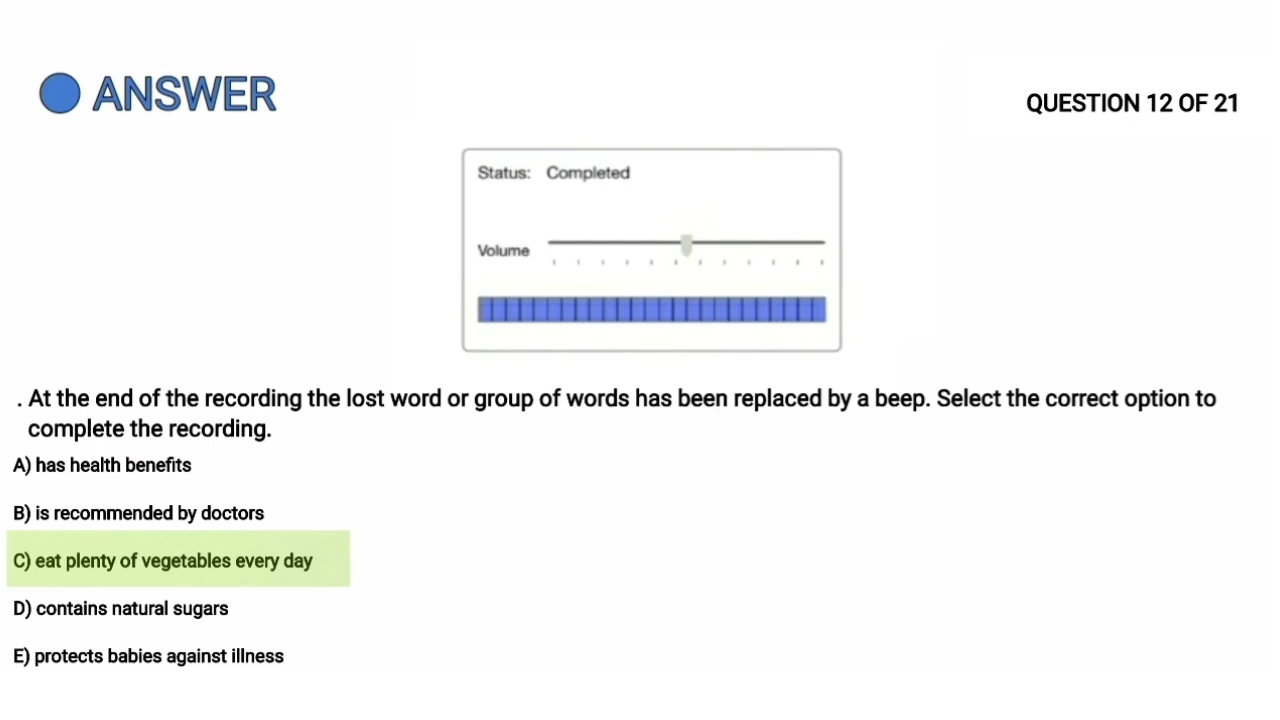 ANSWER
QUESTION 12 OF 21
Status: Completed
Volume
. At the end of the recording the lost word or group of words has been replaced by a beep. Select the correct option to
complete the recording.
A) has health benefits
B) is recommended by doctors
C) eat plenty of vegetables every day
D) contains natural sugars
E) protects babies against illness